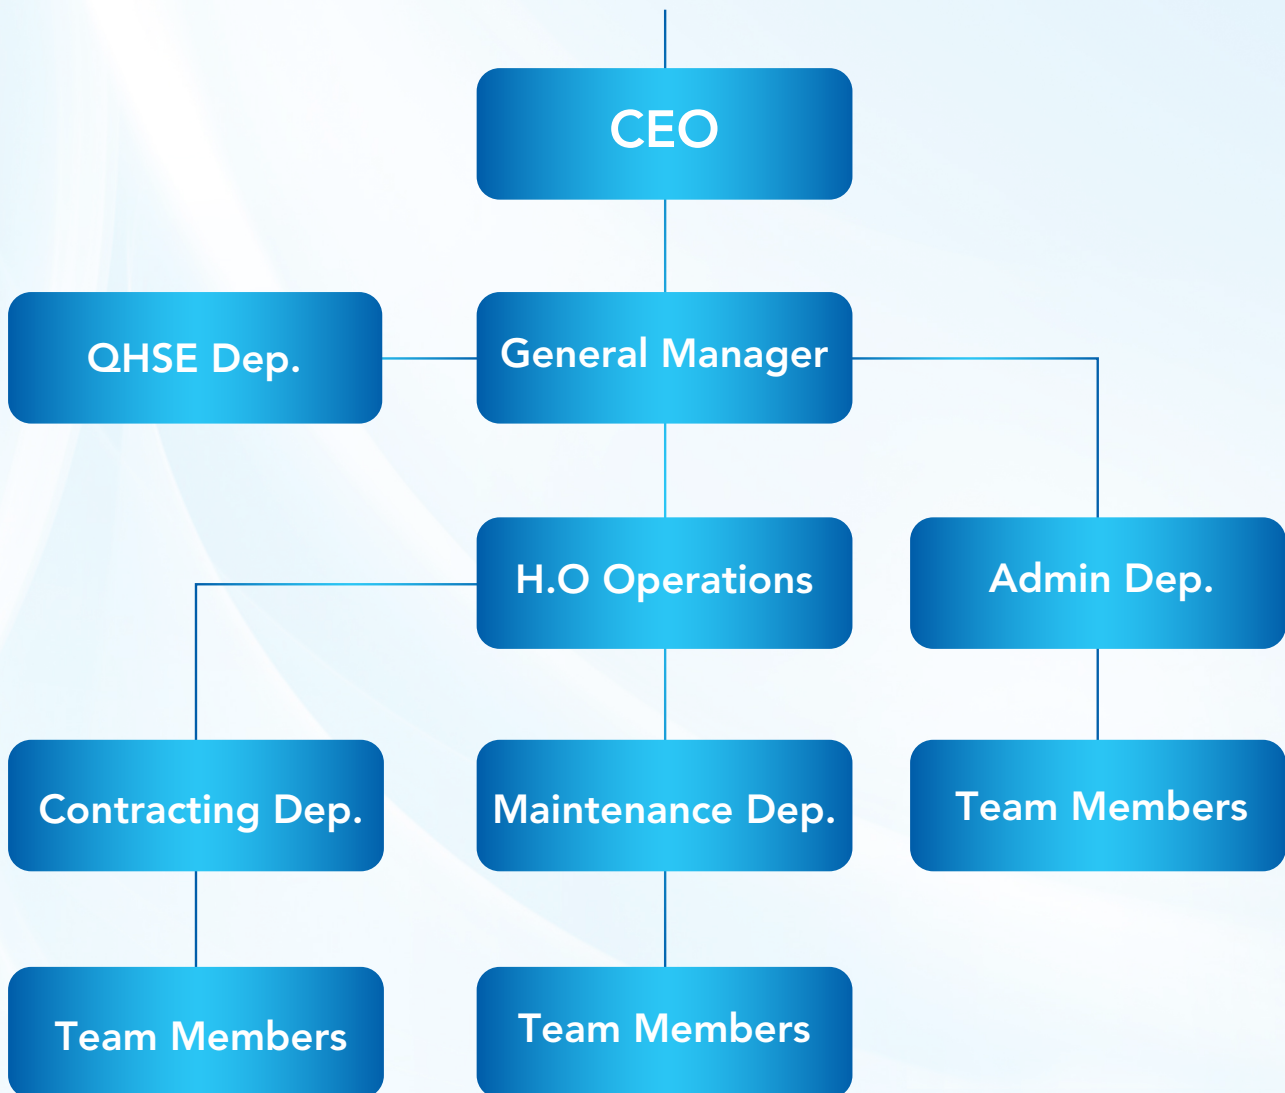 CEO
QHSE Dep.
General Manager
H.O Operations
Admin Dep.
Contracting Dep.
Maintenance Dep.
Team Members
Team Members
Team Members